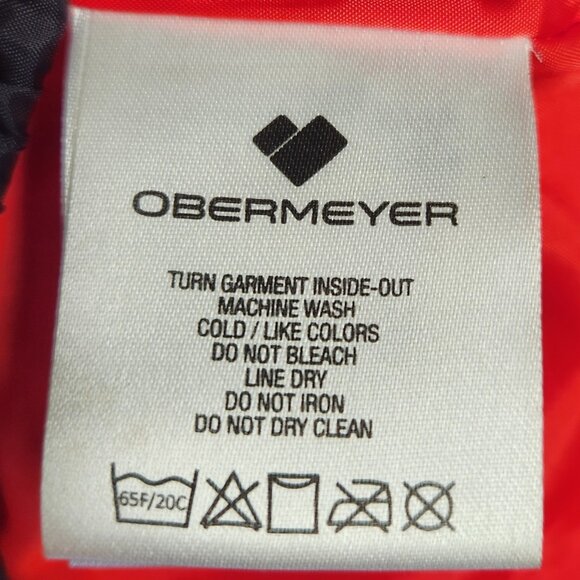 OBERMEYER
TURN GARMENT INSIDE-OUT
MACHINE WASH
COLD / LIKE COLORS
DO NOT BLEACH
LINE DRY
DO NOT IRON
DO NOT DRY CLEAN
65F/20C